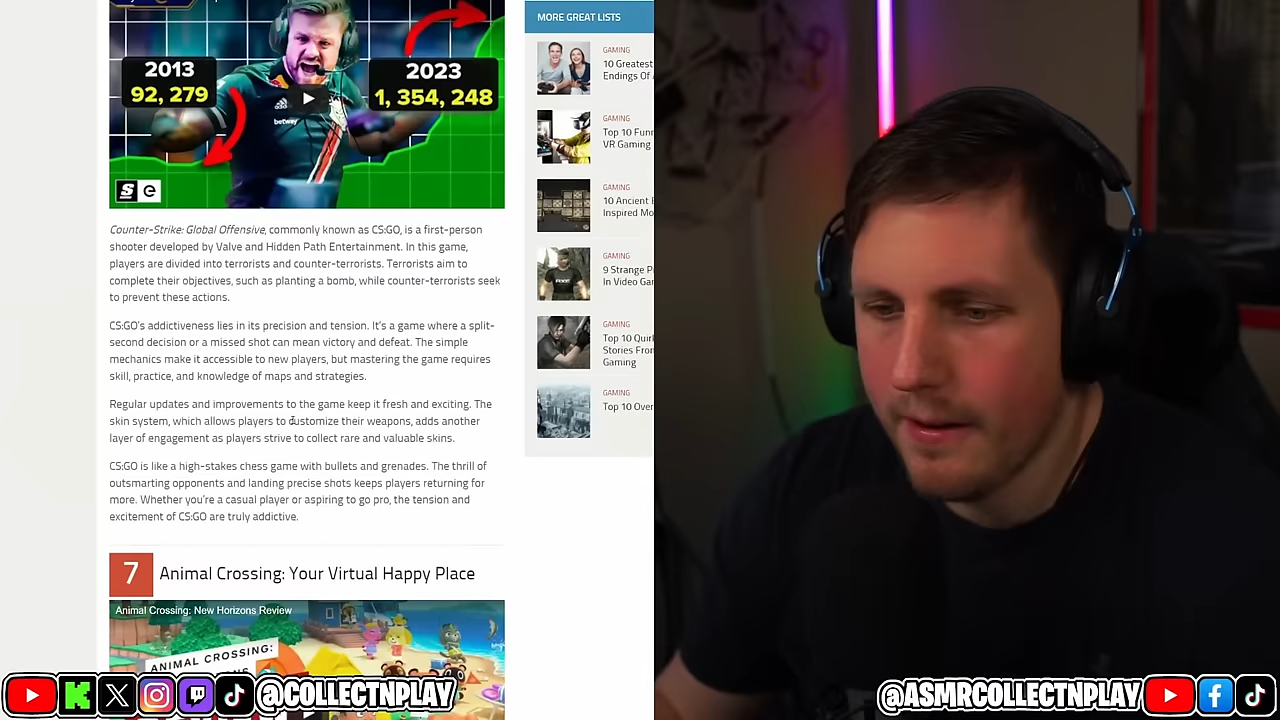 2013
92, 279
2023
1, 354, 248
adidas
betway
S e
Counter-Strike: Global Offensive, commonly known as CS:GO, is a first-person
shooter developed by Valve and Hidden Path Entertainment. In this game,
players are divided into terrorists and counter-terrorists. Terrorists aim to
complete their objectives, such as planting a bomb, while counter-terrorists seek
to prevent these actions.
CS:GO's addictiveness lies in its precision and tension. It's a game where a split-
second decision or a missed shot can mean victory and defeat. The simple
mechanics make it accessible to new players, but mastering the game requires
skill, practice, and knowledge of maps and strategies.
Regular updates and improvements to the game keep it fresh and exciting. The
skin system, which allows players to customize their weapons, adds another
layer of engagement as players strive to collect rare and valuable skins.
CS:GO is like a high-stakes chess game with bullets and grenades. The thrill of
outsmarting opponents and landing precise shots keeps players returning for
more. Whether you're a casual player or aspiring to go pro, the tension and
excitement of CS:GO are truly addictive.
7 Animal Crossing: Your Virtual Happy Place
Animal Crossing: New Horizons Review
ANIMAL CROSSING:
MORE GREAT LISTS
GAMING
10 Greatest
Endings Of
GAMING
Top 10 Fun
VR Gaming
GAMING
10 Ancient
Inspired Mo
GAMING
9 Strange P
In Video Ga
GAMING
Top 10 Quir
Stories From
Gaming
GAMING
Top 10 Over
@COLLECTNPLAY
@ASMRCOLLECTNPLAY